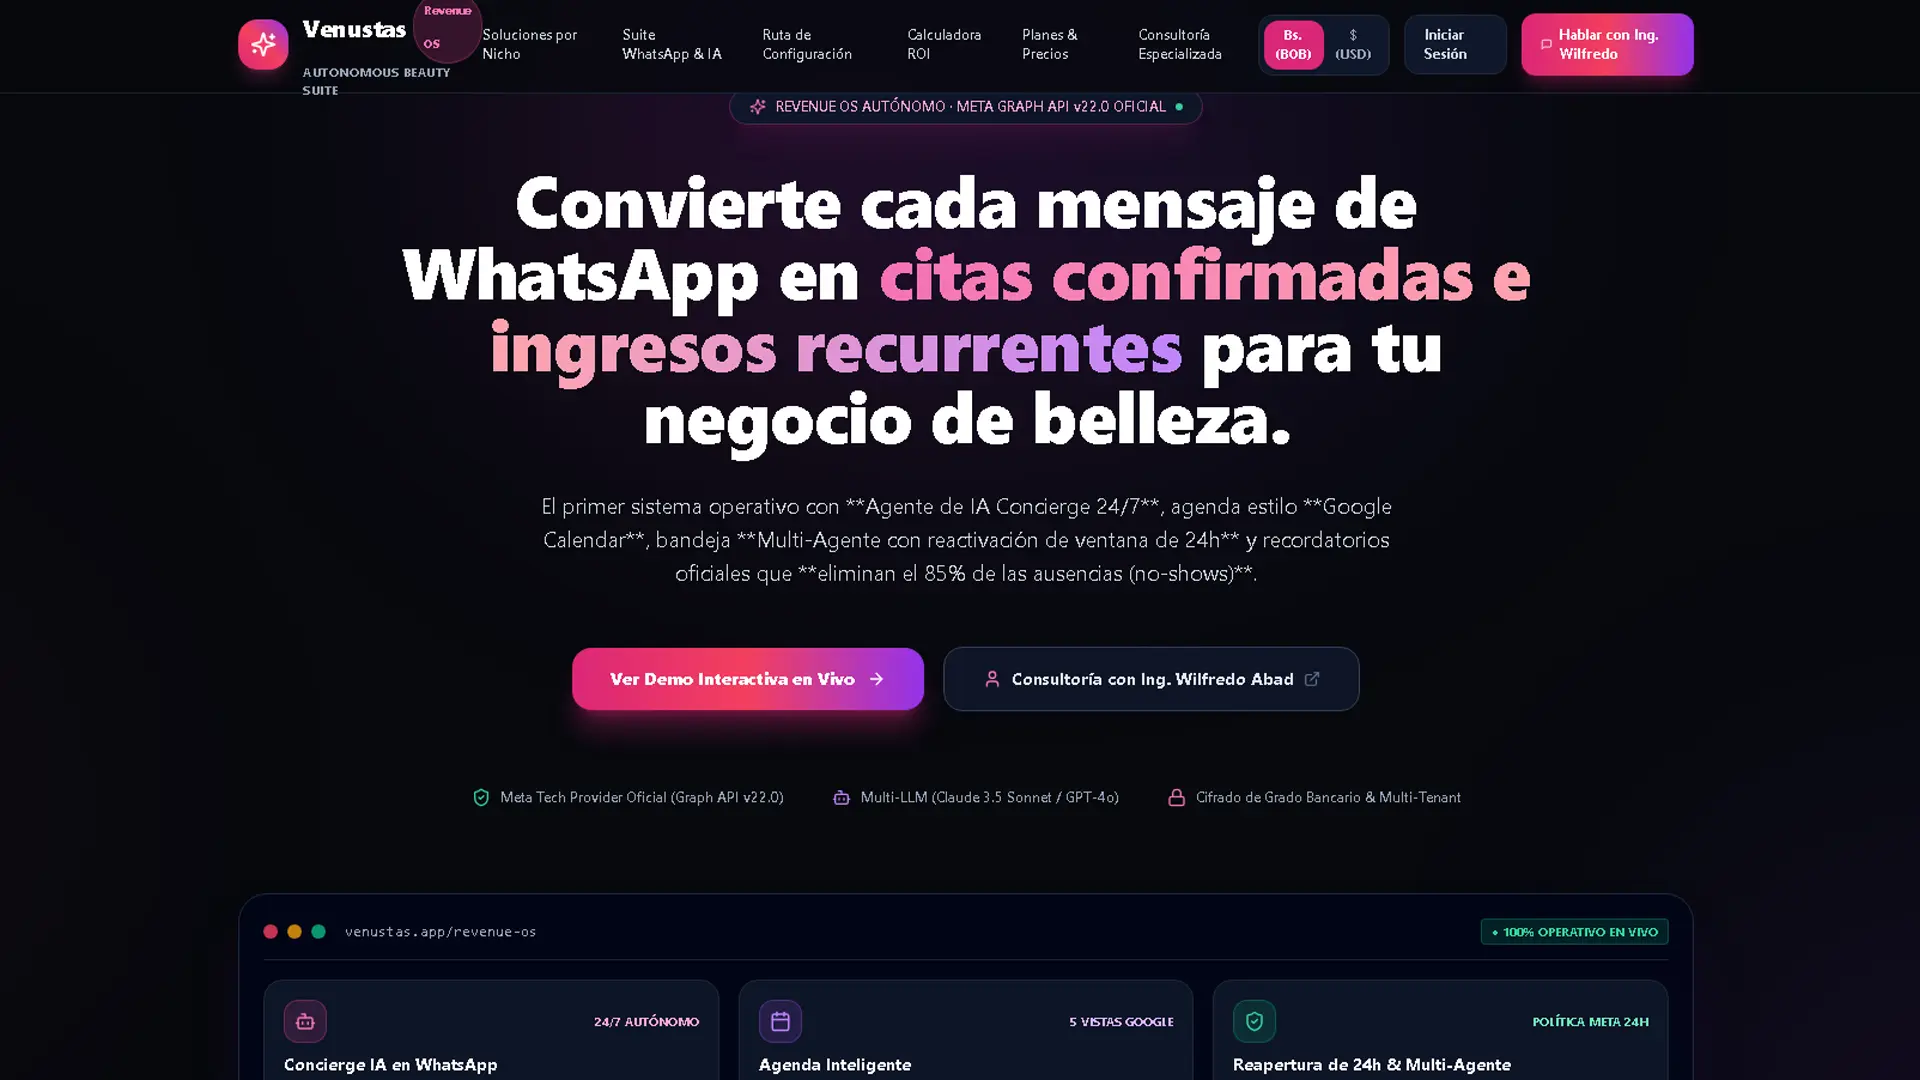 Venustas
Revenue
OS
AUTONOMOUS BEAUTY
SUITE
Soluciones por
Nicho
Suite
WhatsApp & IA
Ruta de
Configuración
Calculadora
ROI
Planes &
Precios
Consultoría
Especializada
Bs.
(BOB)
$
(USD)
Iniciar
Sesión
Hablar con Ing.
Wilfredo
REVENUE OS AUTÓNOMO · META GRAPH API v22.0 OFICIAL
Convierte cada mensaje de
WhatsApp en citas confirmadas e
ingresos recurrentes para tu
negocio de belleza.
El primer sistema operativo con **Agente de IA Concierge 24/7**, agenda estilo **Google
Calendar**, bandeja **Multi-Agente con reactivación de ventana de 24h** y recordatorios
oficiales que **eliminan el 85% de las ausencias (no-shows)**.
Ver Demo Interactiva en Vivo
Consultoría con Ing. Wilfredo Abad
Meta Tech Provider Oficial (Graph API v22.0)
Multi-LLM (Claude 3.5 Sonnet / GPT-4o)
Cifrado de Grado Bancario & Multi-Tenant
venustas.app/revenue-os
● 100% OPERATIVO EN VIVO
24/7 AUTÓNOMO
Concierge IA en WhatsApp
5 VISTAS GOOGLE
Agenda Inteligente
POLÍTICA META 24H
Reapertura de 24h & Multi-Agente